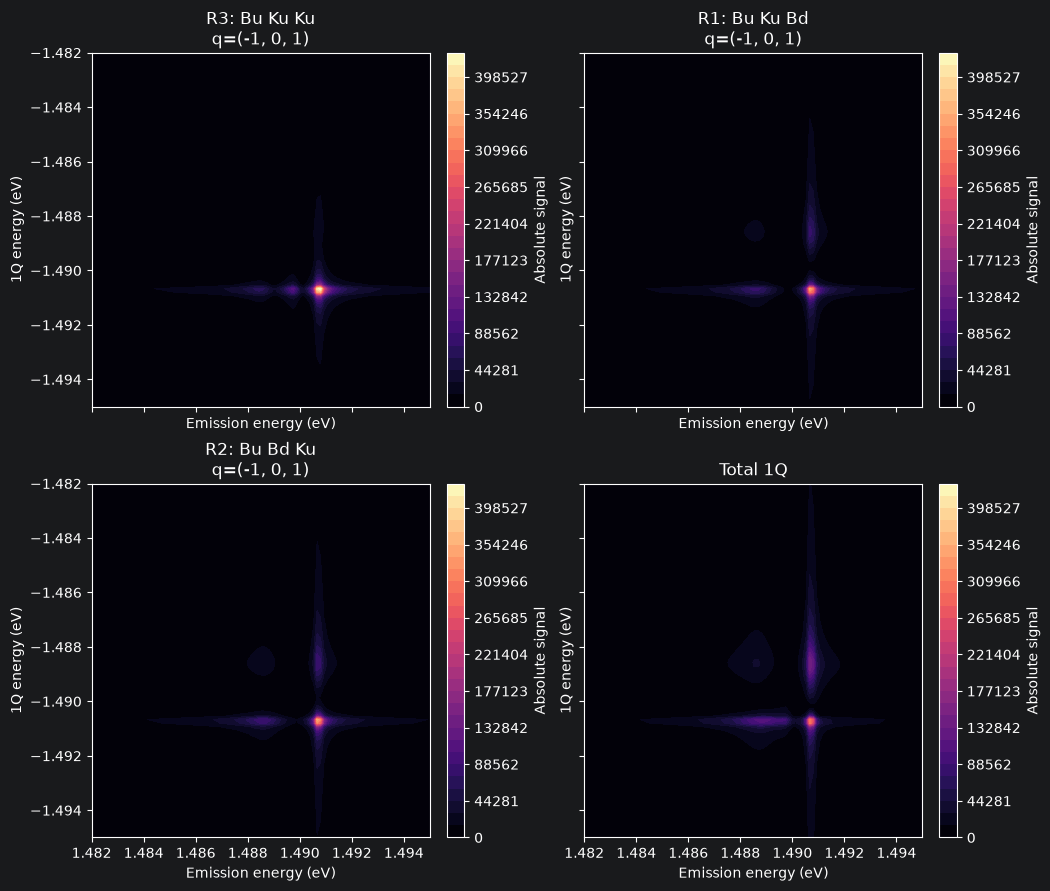 R3: Bu Ku Ku
q=(-1, 0, 1)
R1: Bu Ku Bd
q=(-1, 0, 1)
−1.482
−1.484
−1.486
−1.488
−1.490
−1.492
−1.494
1Q energy (eV)
Emission energy (eV)
398527
354246
309966
265685
221404
177123
132842
88562
44281
0
Absolute signal
1Q energy (eV)
Emission energy (eV)
398527
354246
309966
265685
221404
177123
132842
88562
44281
0
Absolute signal
R2: Bu Bd Ku
q=(-1, 0, 1)
Total 1Q
−1.482
−1.484
−1.486
−1.488
−1.490
−1.492
−1.494
1Q energy (eV)
1.482 1.484 1.486 1.488 1.490 1.492 1.494
Emission energy (eV)
398527
354246
309966
265685
221404
177123
132842
88562
44281
0
Absolute signal
1Q energy (eV)
1.482 1.484 1.486 1.488 1.490 1.492 1.494
Emission energy (eV)
398527
354246
309966
265685
221404
177123
132842
88562
44281
0
Absolute signal